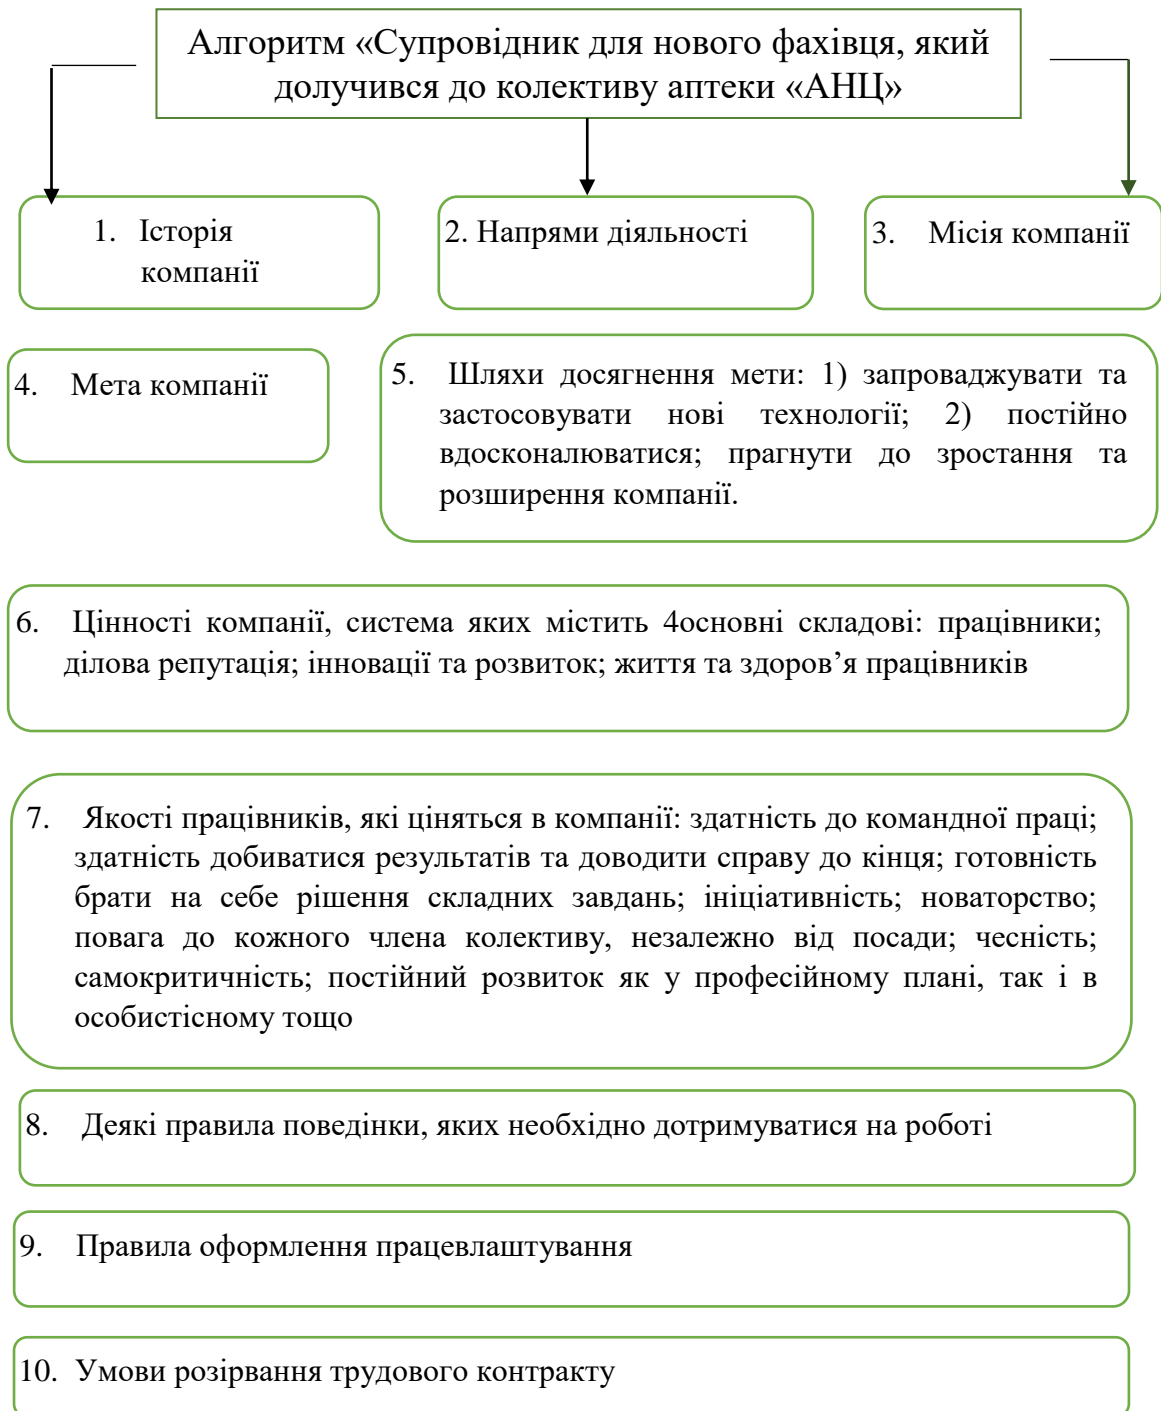 Алгоритм «Супровідник для нового фахівця, який
долучився до колективу аптеки «АНЦ»
1. Історія
компанії
2. Напрями діяльності
3. Місія компанії
4. Мета компанії
5. Шляхи досягнення мети: 1) запроваджувати та
застосовувати нові технології; 2) постійно
вдосконалюватися; прагнути до зростання та
розширення компанії.
6. Цінності компанії, система яких містить 4основні складові: працівники;
ділова репутація; інновації та розвиток; життя та здоров’я працівників
7. Якості працівників, які ціняться в компанії: здатність до командної праці;
здатність добиватися результатів та доводити справу до кінця; готовність
брати на себе рішення складних завдань; ініціативність; новаторство;
повага до кожного члена колективу, незалежно від посади; чесність;
самокритичність; постійний розвиток як у професійному плані, так і в
особистісному тощо
8. Деякі правила поведінки, яких необхідно дотримуватися на роботі
9. Правила оформлення працевлаштування
10. Умови розірвання трудового контракту